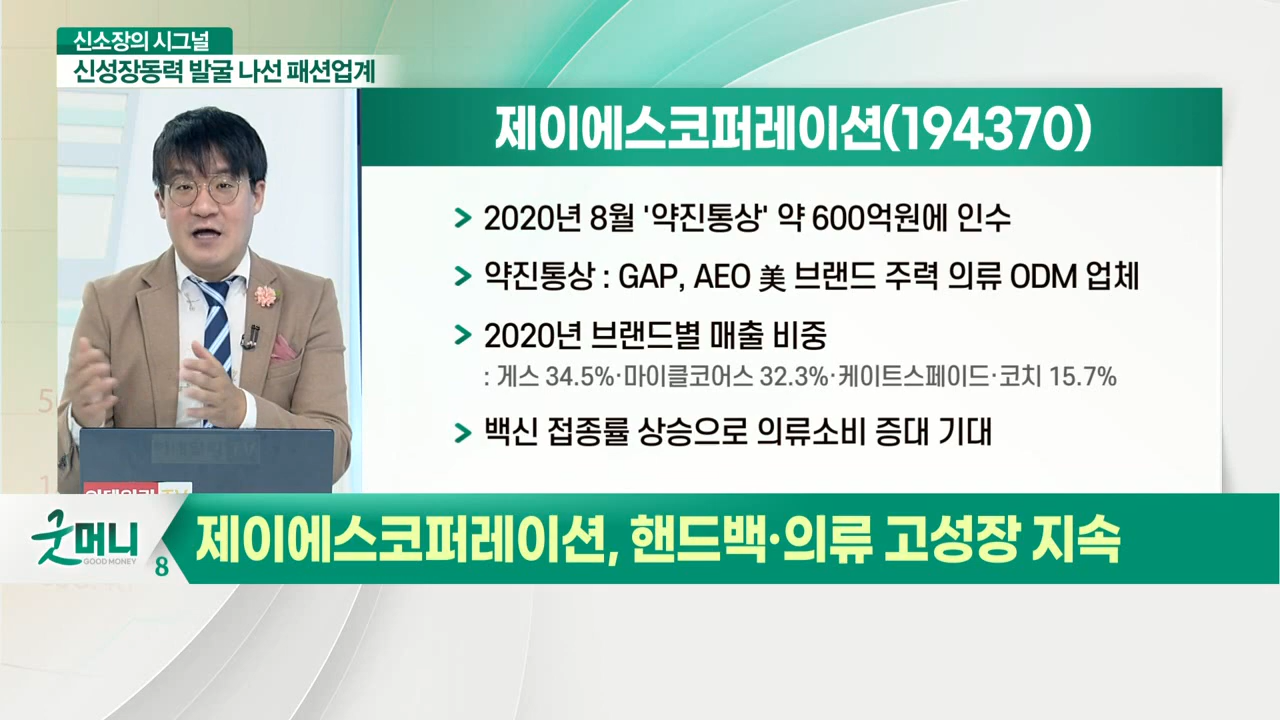 신소장의 시그널
신성장동력 발굴 나선 패션업계
제이에스코퍼레이션(194370)
2020년 8월 '약진통상' 약 600억원에 인수
약진통상 : GAP, AEO 美 브랜드 주력 의류 ODM 업체
2020년 브랜드별 매출 비중
: 게스 34.5%·마이클코어스 32.3%·케이트스페이드·코치 15.7%
백신 접종률 상승으로 의류소비 증대 기대
굿머니
GOOD MONEY
8
제이에스코퍼레이션, 핸드백·의류 고성장 지속